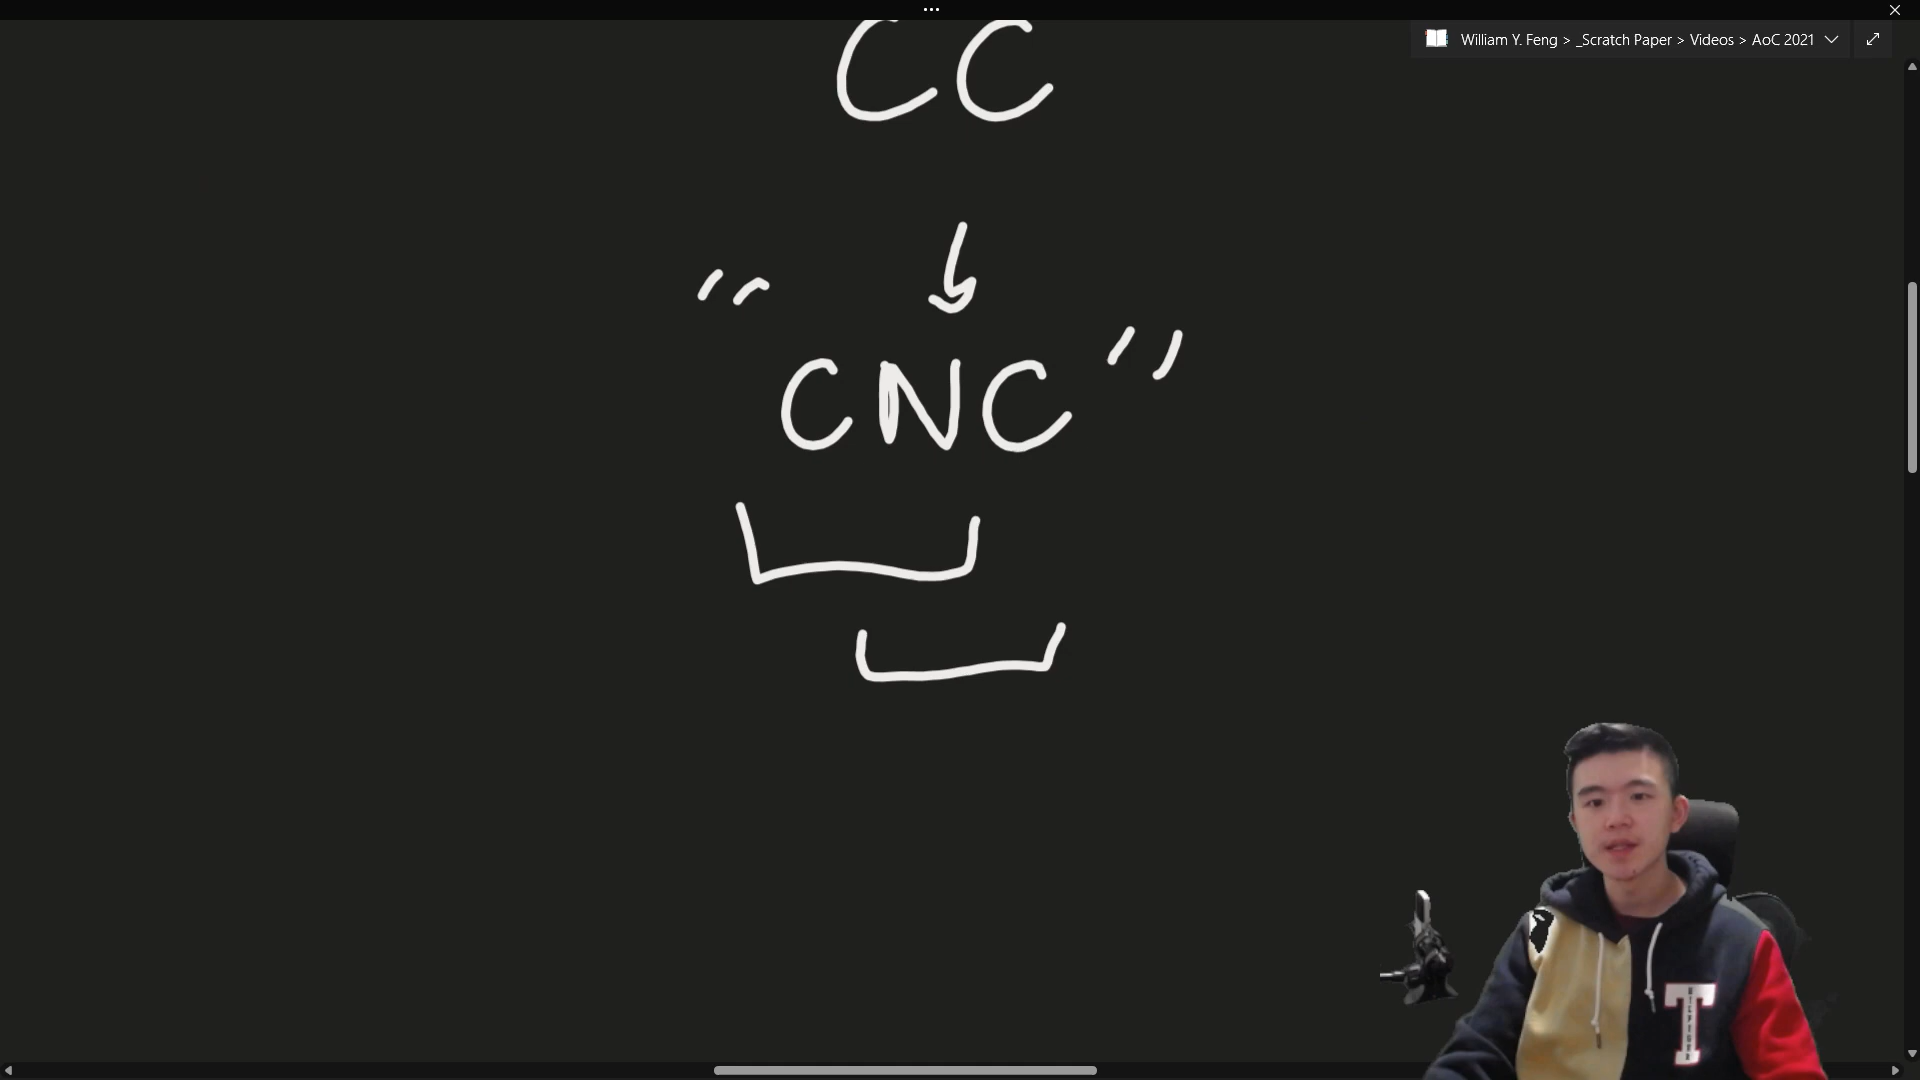 William Y. Feng > _Scratch Paper > Videos > AoC 2021
CC
"CNC"
T